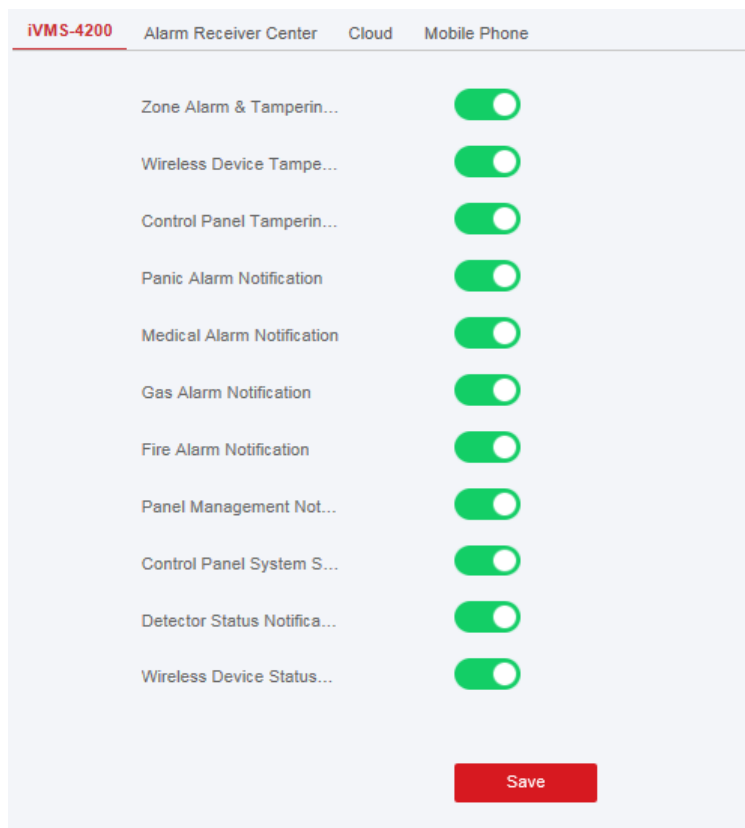 iVMS-4200 Alarm Receiver Center Cloud Mobile Phone
Zone Alarm & Tamperin...
Wireless Device Tampe...
Control Panel Tamperin...
Panic Alarm Notification
Medical Alarm Notification
Gas Alarm Notification
Fire Alarm Notification
Panel Management Not...
Control Panel System S...
Detector Status Notifica...
Wireless Device Status...
Save